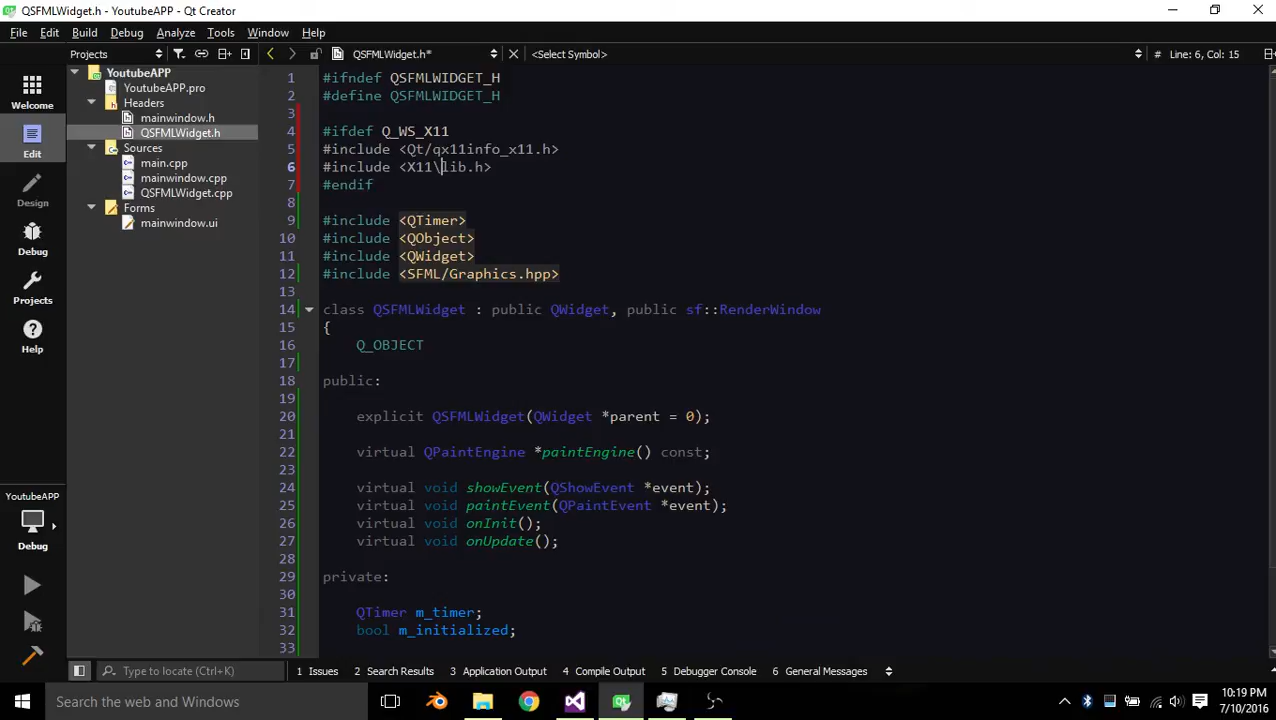 QSFMLWidget.h - YoutubeAPP - Qt Creator
File Edit Build Debug Analyze Tools Window Help
Projects
QSFMLWidget.h*
<Select Symbol>
# Line: 6, Col: 15
Welcome
Edit
Design
Debug
Projects
Help
YoutubeAPP
Debug
YoutubeAPP
YoutubeAPP.pro
Headers
mainwindow.h
QSFMLWidget.h
Sources
main.cpp
mainwindow.cpp
QSFMLWidget.cpp
Forms
mainwindow.ui
1 #ifndef QSFMLWIDGET_H
2 #define QSFMLWIDGET_H
3
4 #ifdef Q_WS_X11
5 #include <Qt/qx11info_x11.h>
6 #include <X11\lib.h>
7 #endif
8
9 #include <QTimer>
10 #include <QObject>
11 #include <QWidget>
12 #include <SFML/Graphics.hpp>
13
14 class QSFMLWidget : public QWidget, public sf::RenderWindow
15 {
16 Q_OBJECT
17
18 public:
19
20 explicit QSFMLWidget(QWidget *parent = 0);
21
22 virtual QPaintEngine *paintEngine() const;
23
24 virtual void showEvent(QShowEvent *event);
25 virtual void paintEvent(QPaintEvent *event);
26 virtual void onInit();
27 virtual void onUpdate();
28
29 private:
30
31 QTimer m_timer;
32 bool m_initialized;
33
Type to locate (Ctrl+K)
1 Issues 2 Search Results 3 Application Output 4 Compile Output 5 Debugger Console 6 General Messages
Search the web and Windows
10:19 PM
7/10/2016